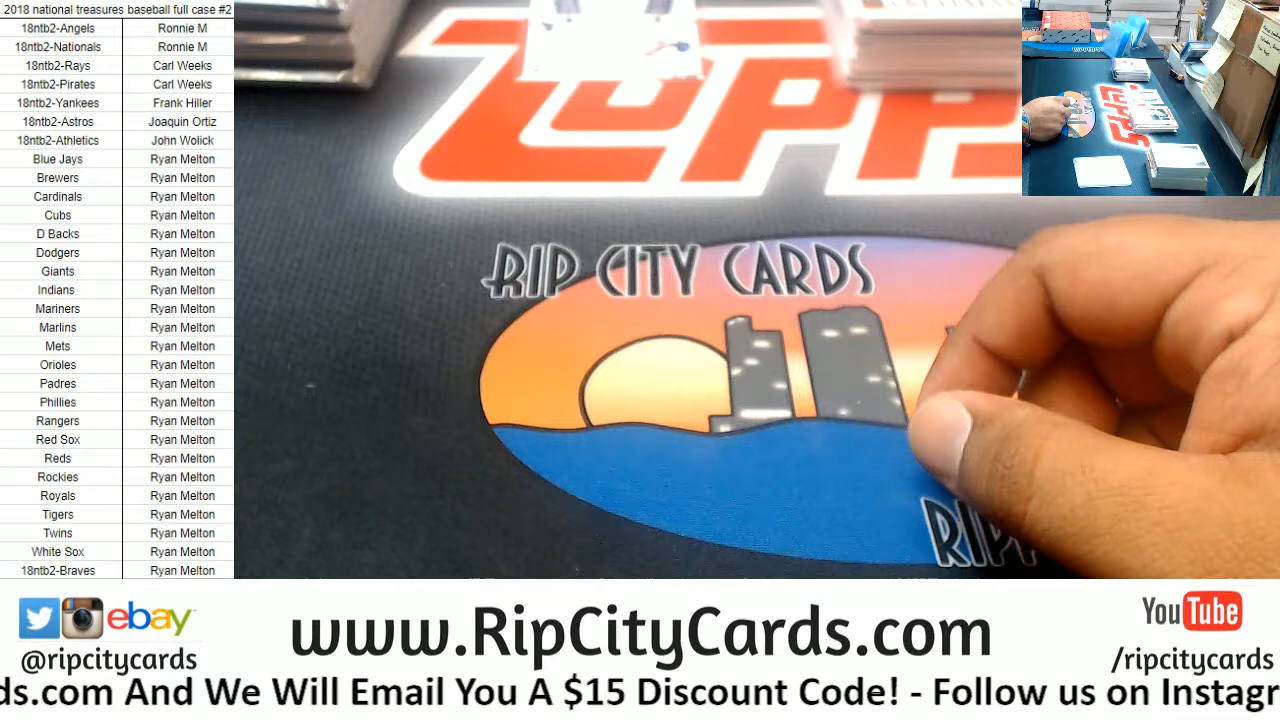 2018 national treasures baseball full case #2
18ntb2-Angels Ronnie M
18ntb2-Nationals Ronnie M
18ntb2-Rays Carl Weeks
18ntb2-Pirates Carl Weeks
18ntb2-Yankees Frank Hiller
18ntb2-Astros Joaquin Ortiz
18ntb2-Athletics John Wolick
Blue Jays Ryan Melton
Brewers Ryan Melton
Cardinals Ryan Melton
Cubs Ryan Melton
D Backs Ryan Melton
Dodgers Ryan Melton
Giants Ryan Melton
Indians Ryan Melton
Mariners Ryan Melton
Marlins Ryan Melton
Mets Ryan Melton
Orioles Ryan Melton
Padres Ryan Melton
Phillies Ryan Melton
Rangers Ryan Melton
Red Sox Ryan Melton
Reds Ryan Melton
Rockies Ryan Melton
Royals Ryan Melton
Tigers Ryan Melton
Twins Ryan Melton
White Sox Ryan Melton
18ntb2-Braves Ryan Melton
RIP CITY CARDS
ebay
@ripcitycards
www.RipCityCards.com
YouTube
/ripcitycards
ds.com And We Will Email You A $15 Discount Code! - Follow us on Instagr